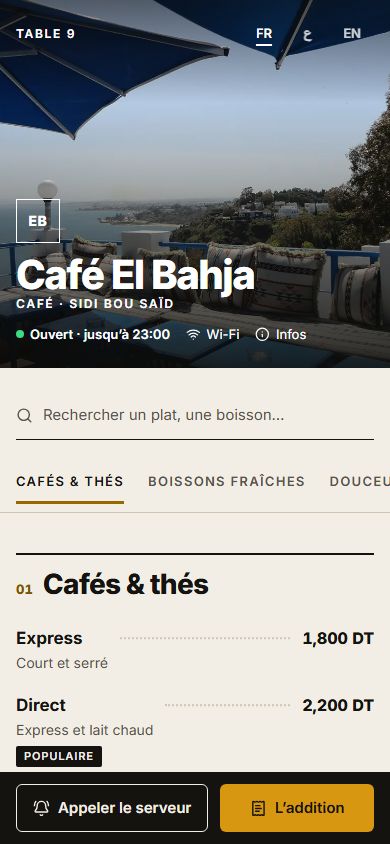 TABLE 9
FR ع EN
EB
Café El Bahja
CAFÉ · SIDI BOU SAÏD
Ouvert · jusqu’à 23:00 Wi-Fi Infos
Rechercher un plat, une boisson...
CAFÉS & THÉS BOISSONS FRAÎCHES DOUCEU
01 Cafés & thés
Express 1,800 DT
Court et serré
Direct 2,200 DT
Express et lait chaud
POPULAIRE
Appeler le serveur L’addition